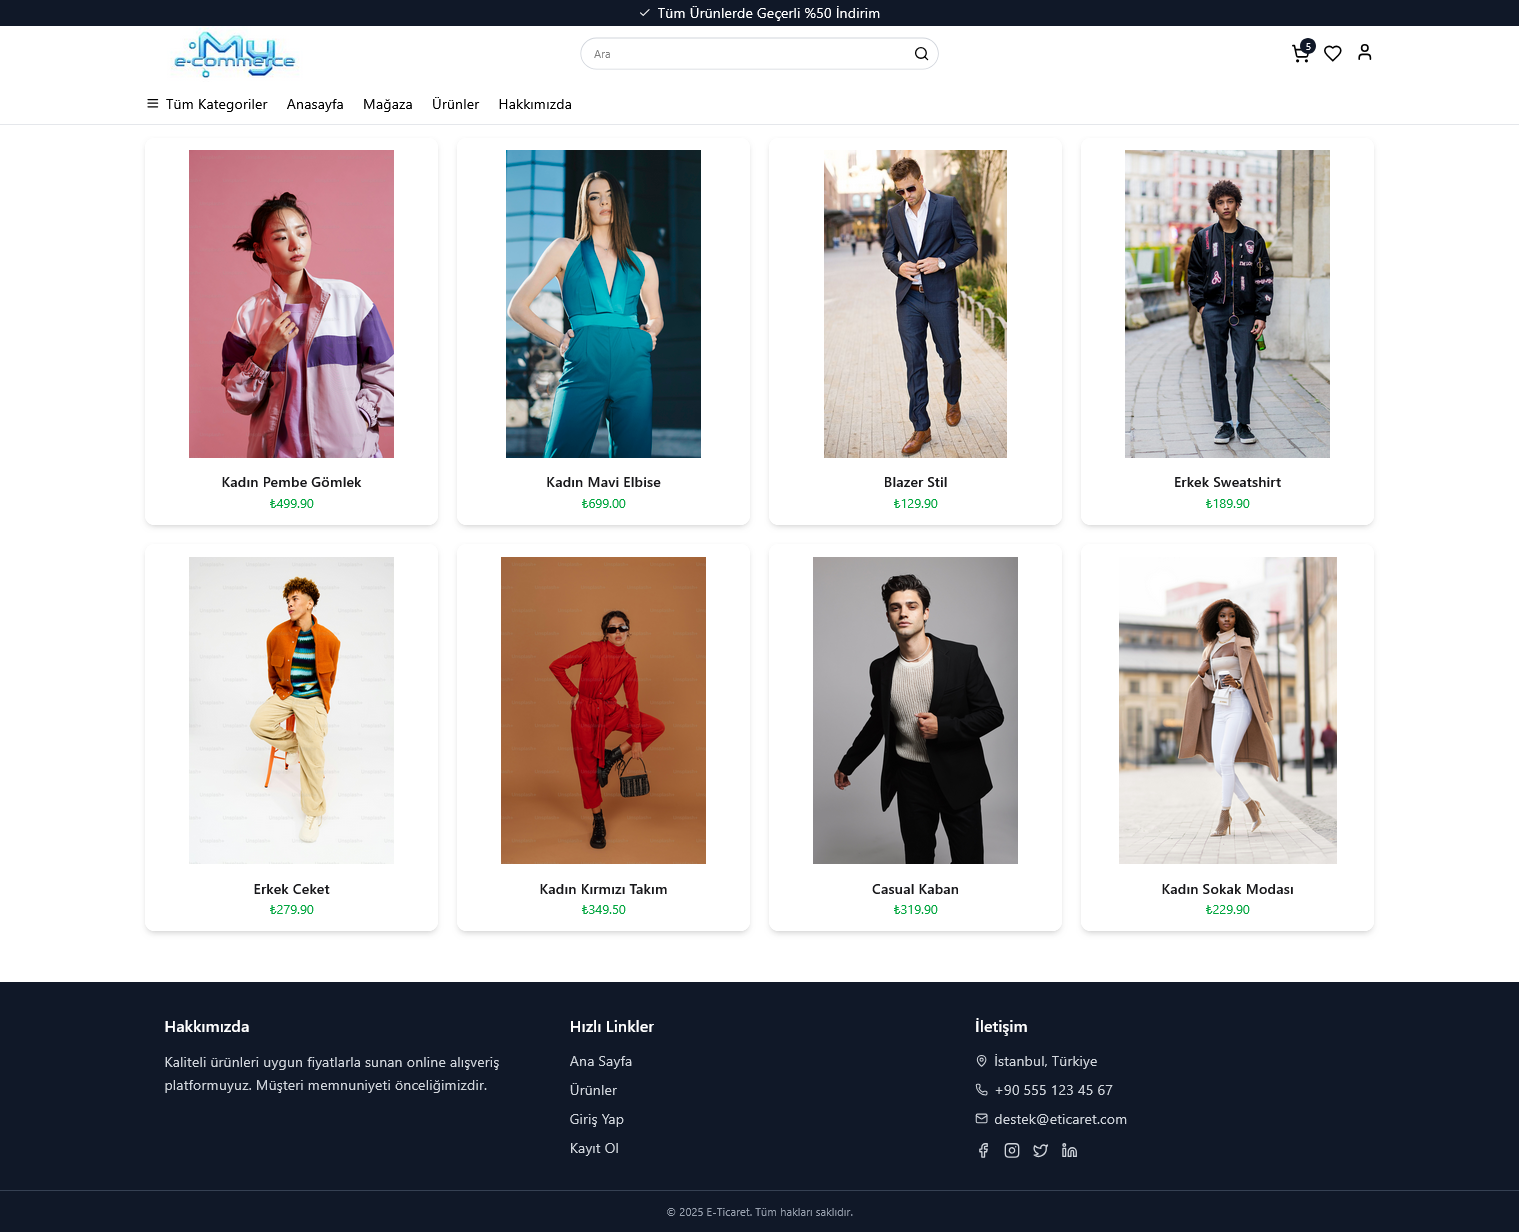 Tüm Ürünlerde Geçerli %50 İndirim
My
e-commerce
Ara
5
Tüm Kategoriler Anasayfa Mağaza Ürünler Hakkımızda
Kadın Pembe Gömlek
₺499.90
Kadın Mavi Elbise
₺699.00
Blazer Stil
₺129.90
Erkek Sweatshirt
₺189.90
Erkek Ceket
₺279.90
Kadın Kırmızı Takım
₺349.50
Casual Kaban
₺319.90
Kadın Sokak Modası
₺229.90
Hakkımızda
Kaliteli ürünleri uygun fiyatlarla sunan online alışveriş
platformuyuz. Müşteri memnuniyeti önceliğimizdir.
Hızlı Linkler
Ana Sayfa
Ürünler
Giriş Yap
Kayıt Ol
İletişim
İstanbul, Türkiye
+90 555 123 45 67
destek@eticaret.com
© 2025 E-Ticaret. Tüm hakları saklıdır.